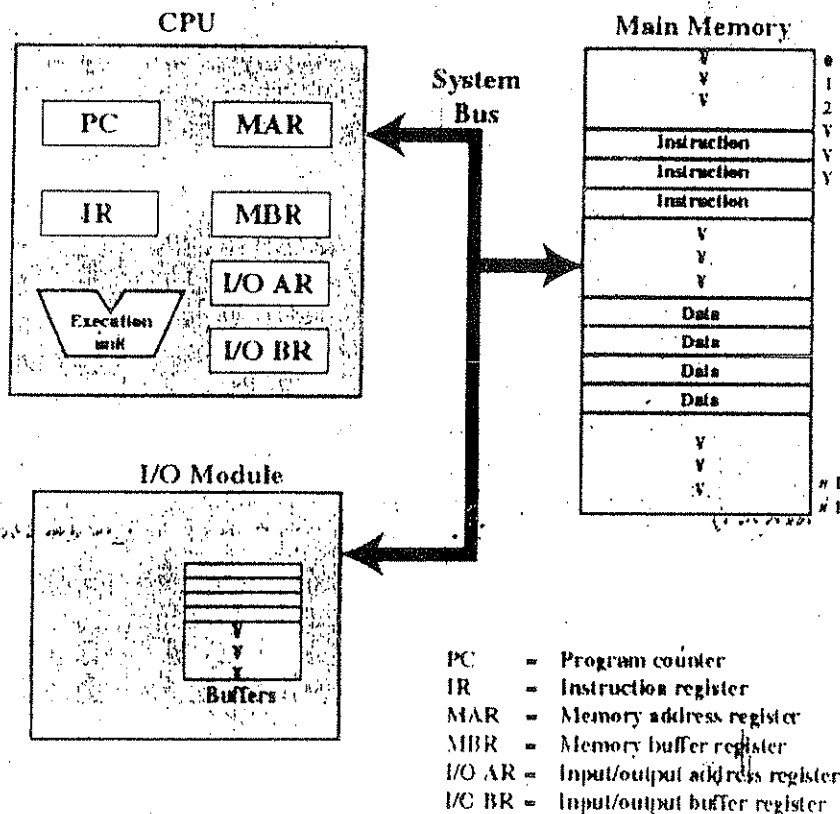 CPU
PC
MAR
IR
MBR
I/O AR
Execution
unit
I/O BR
System
Bus
Main Memory
0
1
2
Instruction
Instruction
Instruction
Data
Data
Data
Data
I/O Module
Buffers
PC = Program counter
IR = Instruction register
MAR = Memory address register
MBR = Memory buffer register
I/O AR = Input/output address register
I/O BR = Input/output buffer register